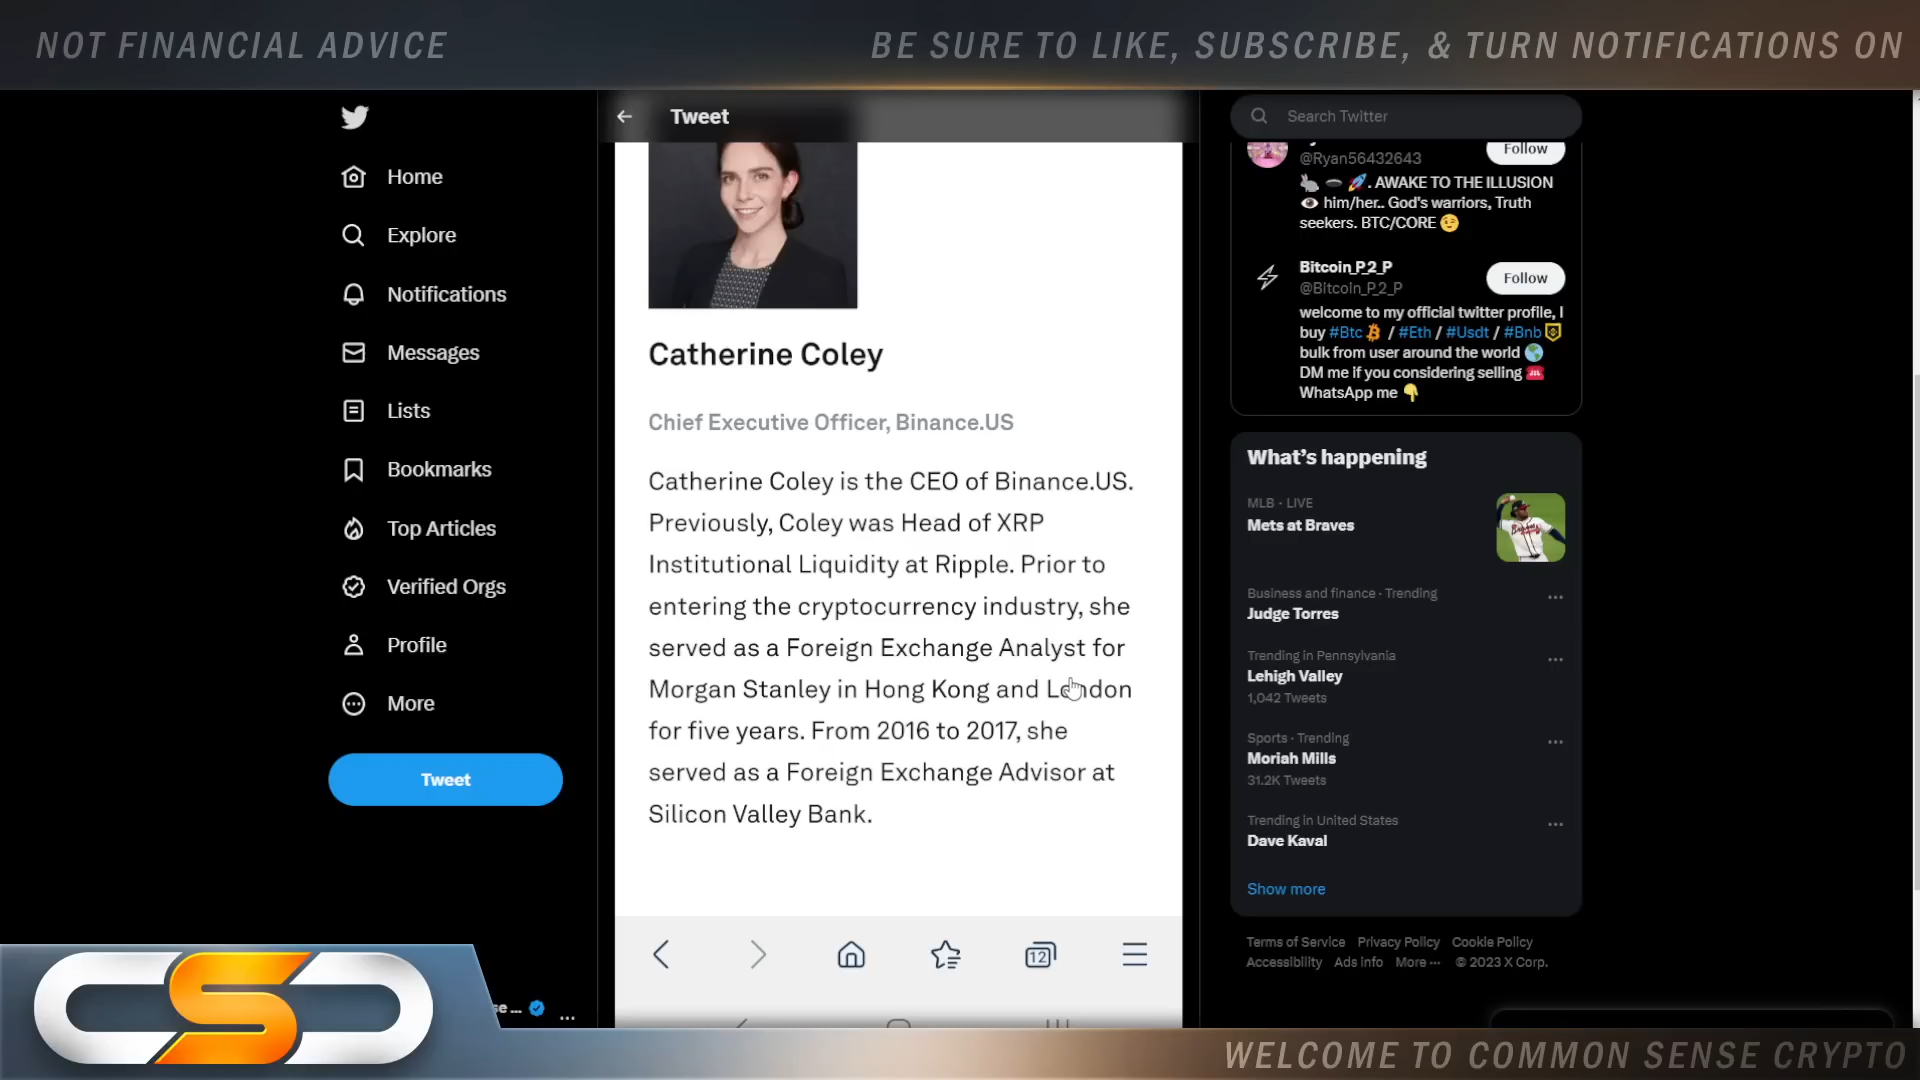 NOT FINANCIAL ADVICE
BE SURE TO LIKE, SUBSCRIBE, & TURN NOTIFICATIONS ON
Home
Explore
Notifications
Messages
Lists
Bookmarks
Top Articles
Verified Orgs
Profile
More
Tweet
Tweet
Catherine Coley
Chief Executive Officer, Binance.US
Catherine Coley is the CEO of Binance.US.
Previously, Coley was Head of XRP
Institutional Liquidity at Ripple. Prior to
entering the cryptocurrency industry, she
served as a Foreign Exchange Analyst for
Morgan Stanley in Hong Kong and London
for five years. From 2016 to 2017, she
served as a Foreign Exchange Advisor at
Silicon Valley Bank.
12
Search Twitter
@Ryan56432643
Follow
. AWAKE TO THE ILLUSION
him/her.. God's warriors, Truth
seekers. BTC/CORE
Bitcoin_P2_P
@Bitcoin_P2_P
Follow
welcome to my official twitter profile, I
buy #Btc / #Eth / #Usdt / #Bnb
bulk from user around the world
DM me if you considering selling
WhatsApp me
What's happening
MLB · LIVE
Mets at Braves
Business and finance · Trending
Judge Torres
Trending in Pennsylvania
Lehigh Valley
1,042 Tweets
Sports · Trending
Moriah Mills
31.2K Tweets
Trending in United States
Dave Kaval
Show more
Terms of Service Privacy Policy Cookie Policy
Accessibility Ads info More ··· © 2023 X Corp.
CSC
se ...
WELCOME TO COMMON SENSE CRYPTO